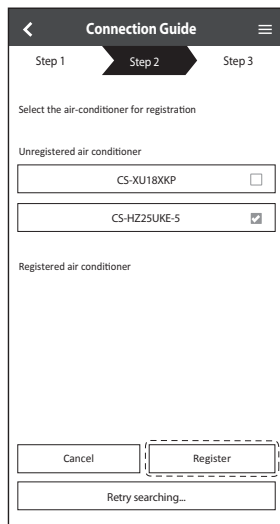 Connection Guide
Step 1 Step 2 Step 3
Select the air-conditioner for registration
Unregistered air conditioner
CS-XU18XKP
CS-HZ25UKE-5
Registered air conditioner
Cancel Register
Retry searching...